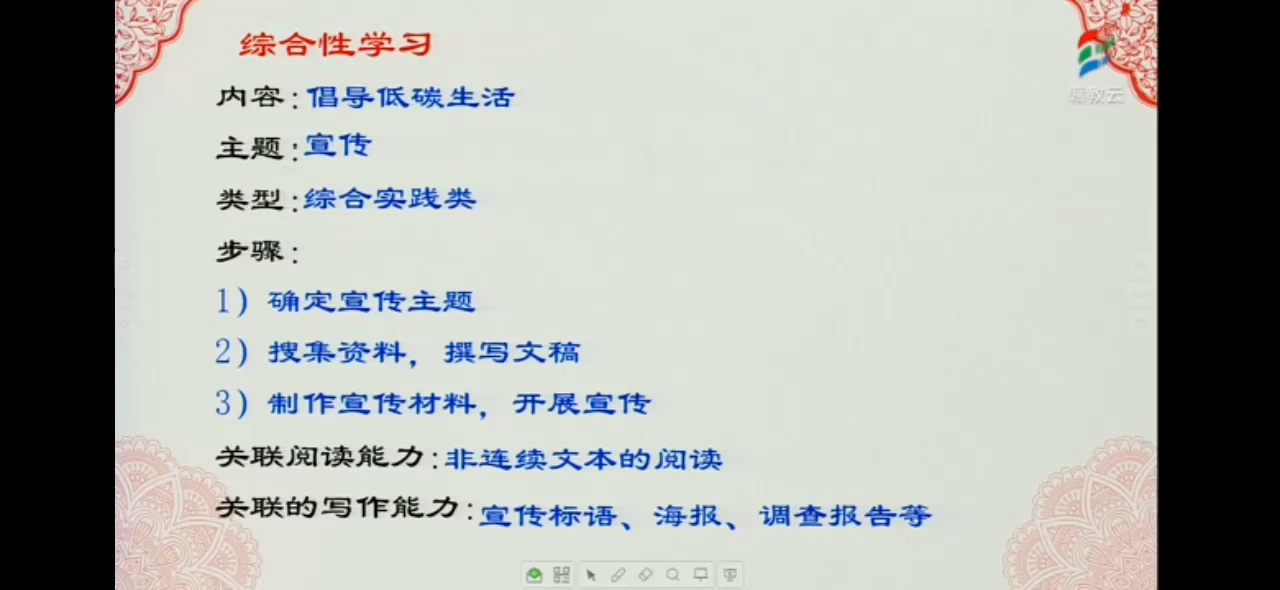 综合性学习
内容：倡导低碳生活
主题：宣传
类型：综合实践类
步骤：
1）确定宣传主题
2）搜集资料，撰写文稿
3）制作宣传材料，开展宣传
关联阅读能力：非连续文本的阅读
关联的写作能力：宣传标语、海报、调查报告等